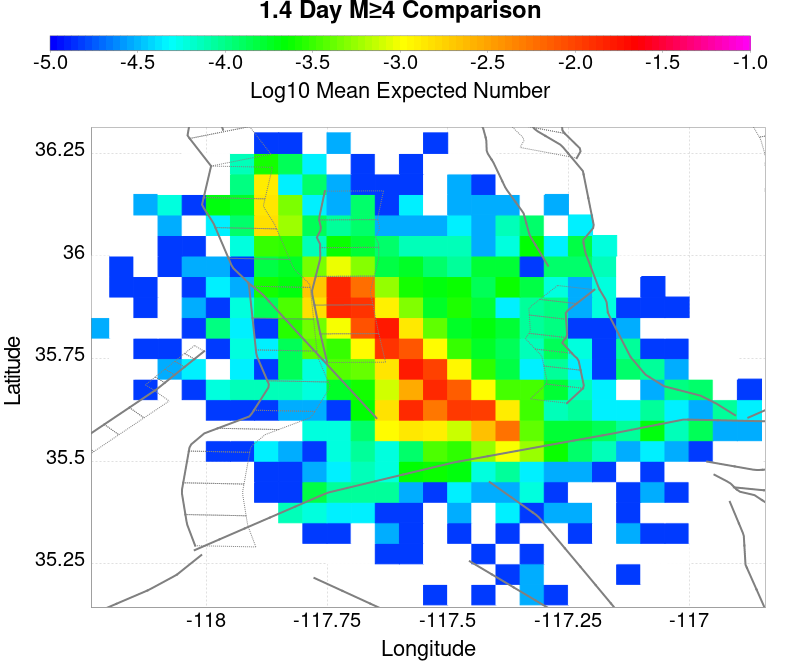 1.4 Day M≥4 Comparison
-5.0 -4.5 -4.0 -3.5 -3.0 -2.5 -2.0 -1.5 -1.0
Log10 Mean Expected Number
36.25
36
35.75
35.5
35.25
Latitude
-118 -117.75 -117.5 -117.25 -117
Longitude